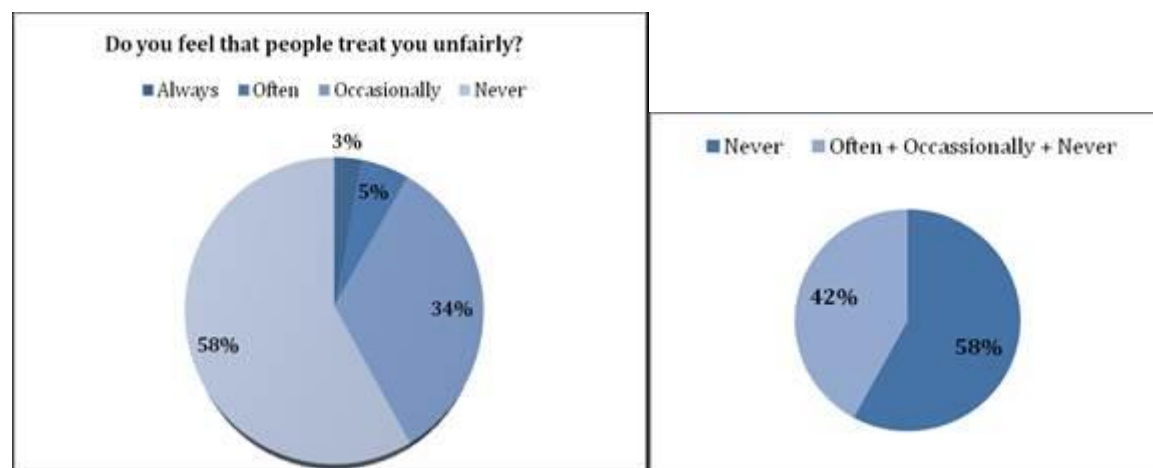 Do you feel that people treat you unfairly?
Always Often Occasionally Never
3%
5%
34%
58%
Never Often + Occassionally + Never
42%
58%